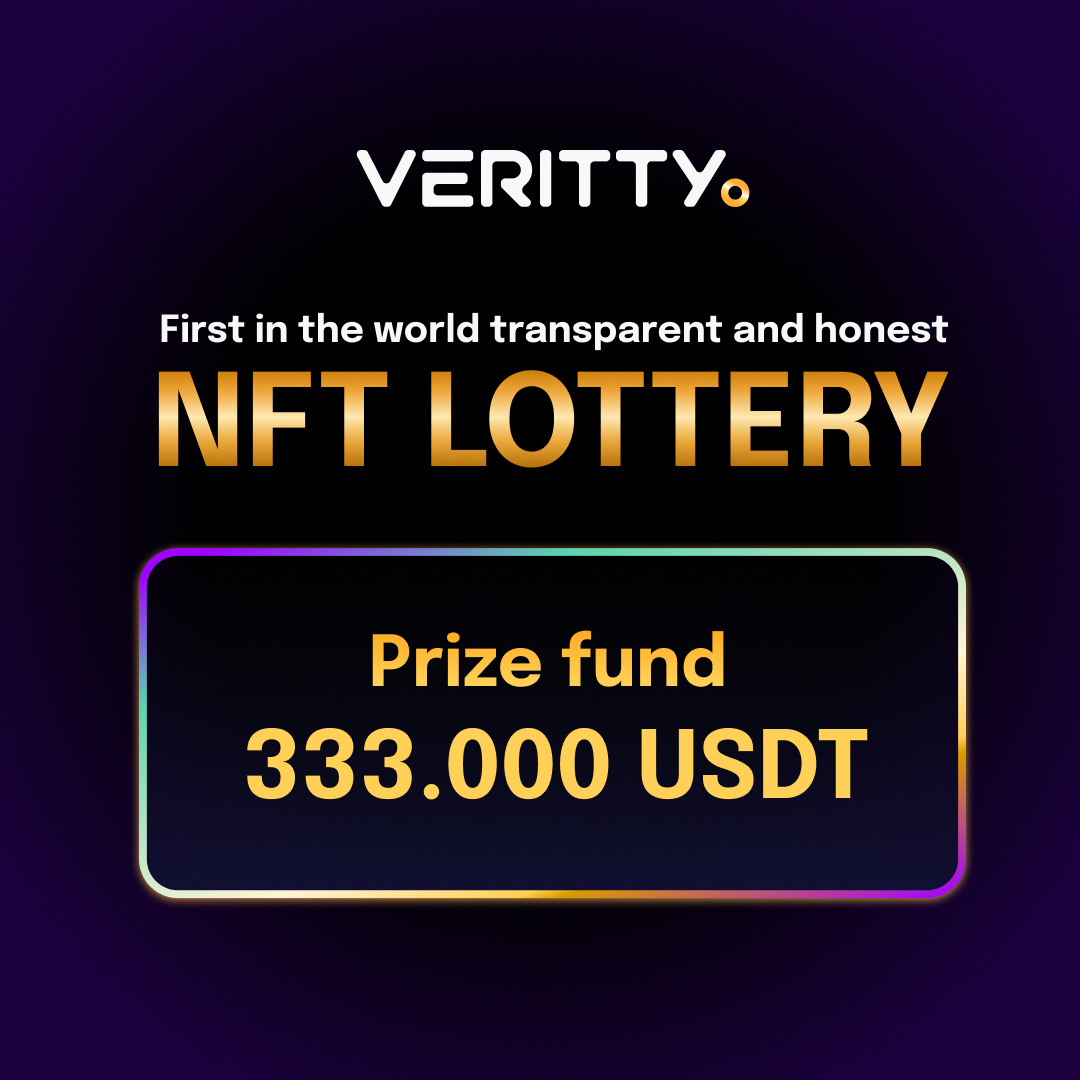 VERITTY
First in the world transparent and honest
NFT LOTTERY
Prize fund
333.000 USDT